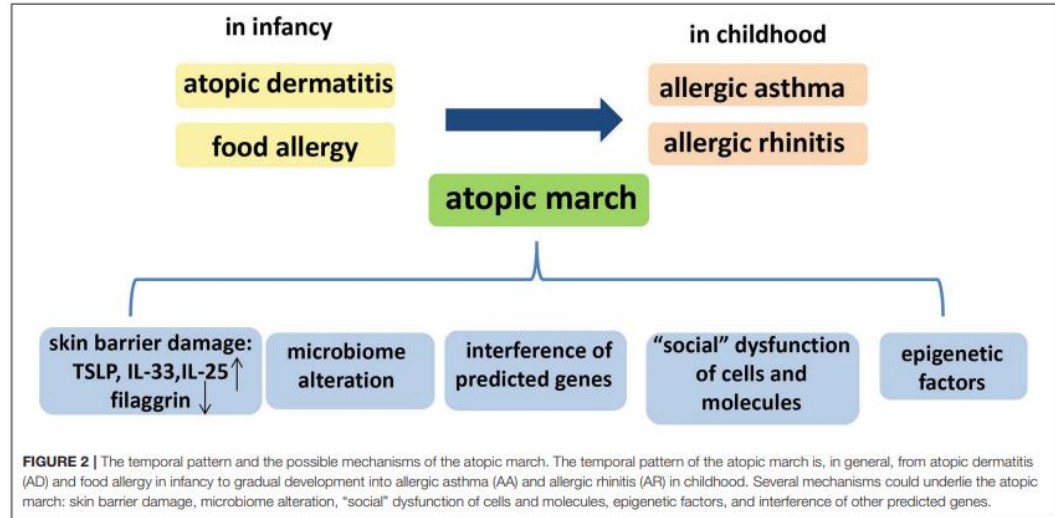 in infancy
in childhood
atopic dermatitis
allergic asthma
food allergy
allergic rhinitis
atopic march
skin barrier damage:
TSLP, IL-33,IL-25↑
filaggrin ↓
microbiome
alteration
interference of
predicted genes
“social” dysfunction
of cells and
molecules
epigenetic
factors
FIGURE 2 | The temporal pattern and the possible mechanisms of the atopic march. The temporal pattern of the atopic march is, in general, from atopic dermatitis
(AD) and food allergy in infancy to gradual development into allergic asthma (AA) and allergic rhinitis (AR) in childhood. Several mechanisms could underlie the atopic
march: skin barrier damage, microbiome alteration, “social” dysfunction of cells and molecules, epigenetic factors, and interference of other predicted genes.